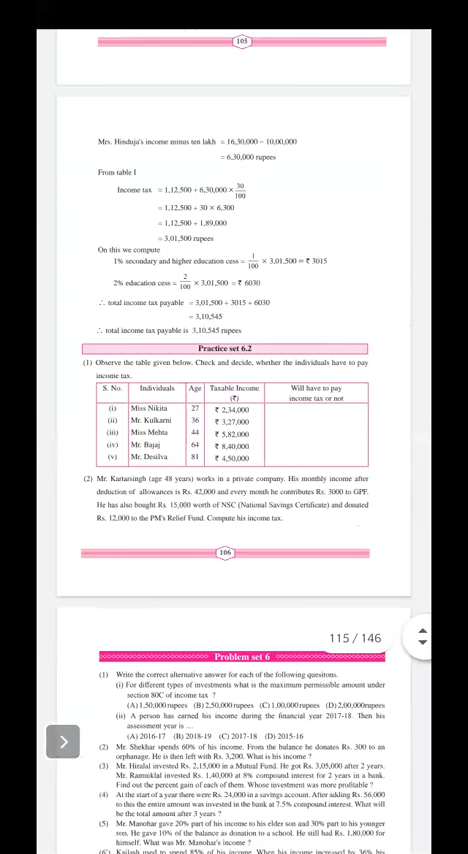 105
Mrs. Hinduja's income minus ten lakh = 16,30,000 − 10,00,000
= 6,30,000 rupees
From table I
Income tax = 1,12,500 + 6,30,000 × 30/100
= 1,12,500 + 30 × 6,300
= 1,12,500 + 1,89,000
= 3,01,500 rupees
On this we compute
1% secondary and higher education cess = 1/100 × 3,01,500 = ₹ 3015
2% education cess = 2/100 × 3,01,500 = ₹ 6030
∴ total income tax payable = 3,01,500 + 3015 + 6030
= 3,10,545
∴ total income tax payable is 3,10,545 rupees
Practice set 6.2
(1) Observe the table given below. Check and decide, whether the individuals have to pay
income tax.
S. No. Individuals Age Taxable Income (₹) Will have to pay income tax or not
(i) Miss Nikita 27 ₹ 2,34,000
(ii) Mr. Kulkarni 36 ₹ 3,27,000
(iii) Miss Mehta 44 ₹ 5,82,000
(iv) Mr. Bajaj 64 ₹ 8,40,000
(v) Mr. Desilva 81 ₹ 4,50,000
(2) Mr. Kartarsingh (age 48 years) works in a private company. His monthly income after
deduction of allowances is Rs. 42,000 and every month he contributes Rs. 3000 to GPF.
He has also bought Rs. 15,000 worth of NSC (National Savings Certificate) and donated
Rs. 12,000 to the PM's Relief Fund. Compute his income tax.
106
115 / 146
Problem set 6
(1) Write the correct alternative answer for each of the following quesitons.
(i) For different types of investments what is the maximum permissible amount under
section 80C of income tax ?
(A) 1,50,000 rupees (B) 2,50,000 rupees (C) 1,00,000 rupees (D) 2,00,000 rupees
(ii) A person has earned his income during the financial year 2017-18. Then his
assessment year is ....
(A) 2016-17 (B) 2018-19 (C) 2017-18 (D) 2015-16
(2) Mr. Shekhar spends 60% of his income. From the balance he donates Rs. 300 to an
orphanage. He is then left with Rs. 3,200. What is his income ?
(3) Mr. Hiralal invested Rs. 2,15,000 in a Mutual Fund. He got Rs. 3,05,000 after 2 years.
Mr. Ramniklal invested Rs. 1,40,000 at 8% compound interest for 2 years in a bank.
Find out the percent gain of each of them. Whose investment was more profitable ?
(4) At the start of a year there were Rs. 24,000 in a savings account. After adding Rs. 56,000
to this the entire amount was invested in the bank at 7.5% compound interest. What will
be the total amount after 3 years ?
(5) Mr. Manohar gave 20% part of his income to his elder son and 30% part to his younger
son. He gave 10% of the balance as donation to a school. He still had Rs. 1,80,000 for
himself. What was Mr. Manohar's income ?
(6) Kailash used to spend 85% of his income. When his income increased by 36% his